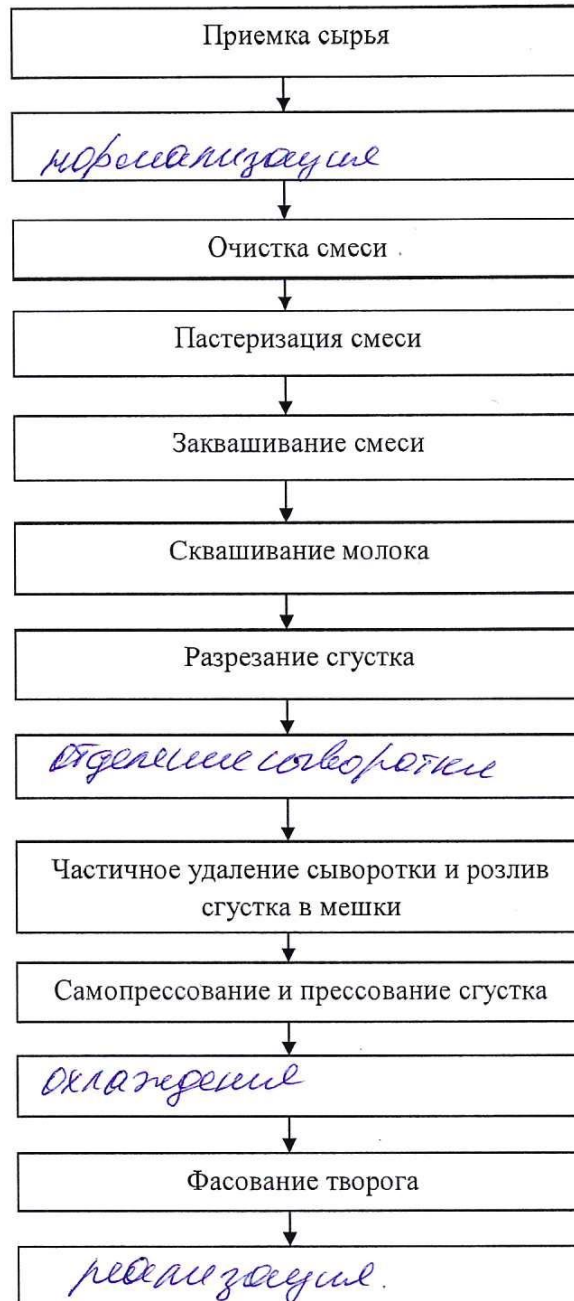 Приемка сырья
нормализация
Очистка смеси
Пастеризация смеси
Заквашивание смеси
Сквашивание молока
Разрезание сгустка
отделение сыворотки
Частичное удаление сыворотки и розлив
сгустка в мешки
Самопрессование и прессование сгустка
охлаждение
Фасование творога
реализация.